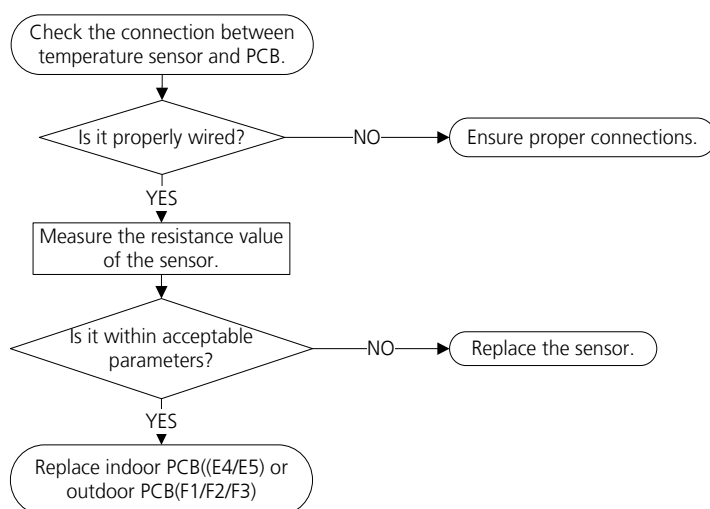 Check the connection between
temperature sensor and PCB.
Is it properly wired?
NO
Ensure proper connections.
YES
Measure the resistance value
of the sensor.
Is it within acceptable
parameters?
NO
Replace the sensor.
YES
Replace indoor PCB((E4/E5) or
outdoor PCB(F1/F2/F3)